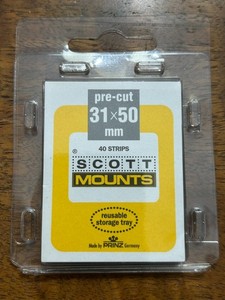 pre-cut
31×50
mm
40 STRIPS
®
SCOTT
MOUNTS
reusable
storage tray
Made by PRINZ Germany